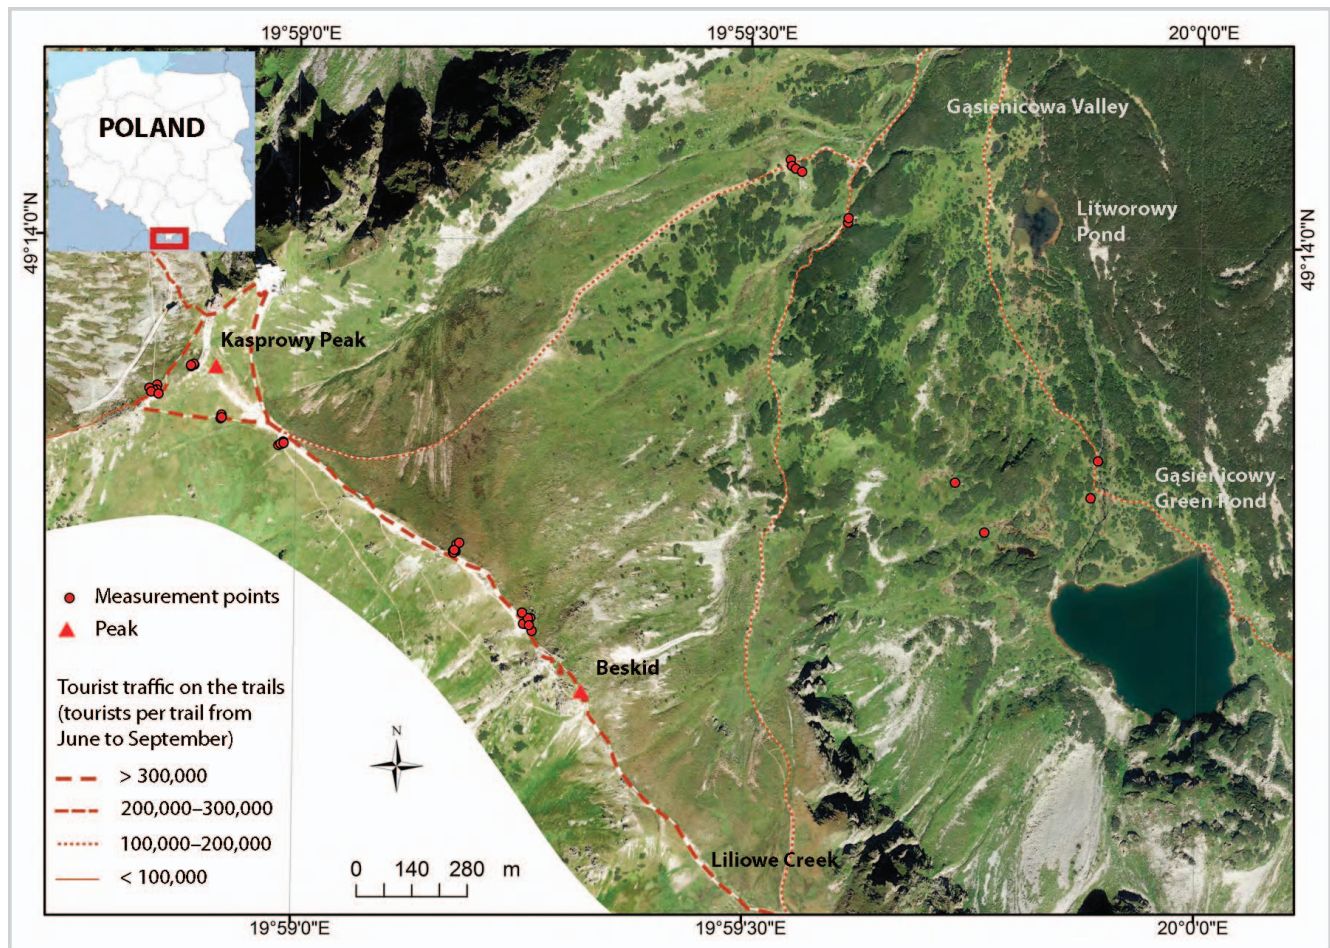 19°59'0"E
19°59'30"E
20°0'0"E
POLAND
Gąsienicowa Valley
Litworowy
Pond
49°14'0"N
49°14'0"N
Kasprowy Peak
Gąsienicowy
Green Pond
Measurement points
Peak
Beskid
Tourist traffic on the trails
(tourists per trail from
June to September)
> 300,000
200,000–300,000
100,000–200,000
< 100,000
N
0 140 280 m
Liliowe Creek
19°59'0"E
19°59'30"E
20°0'0"E